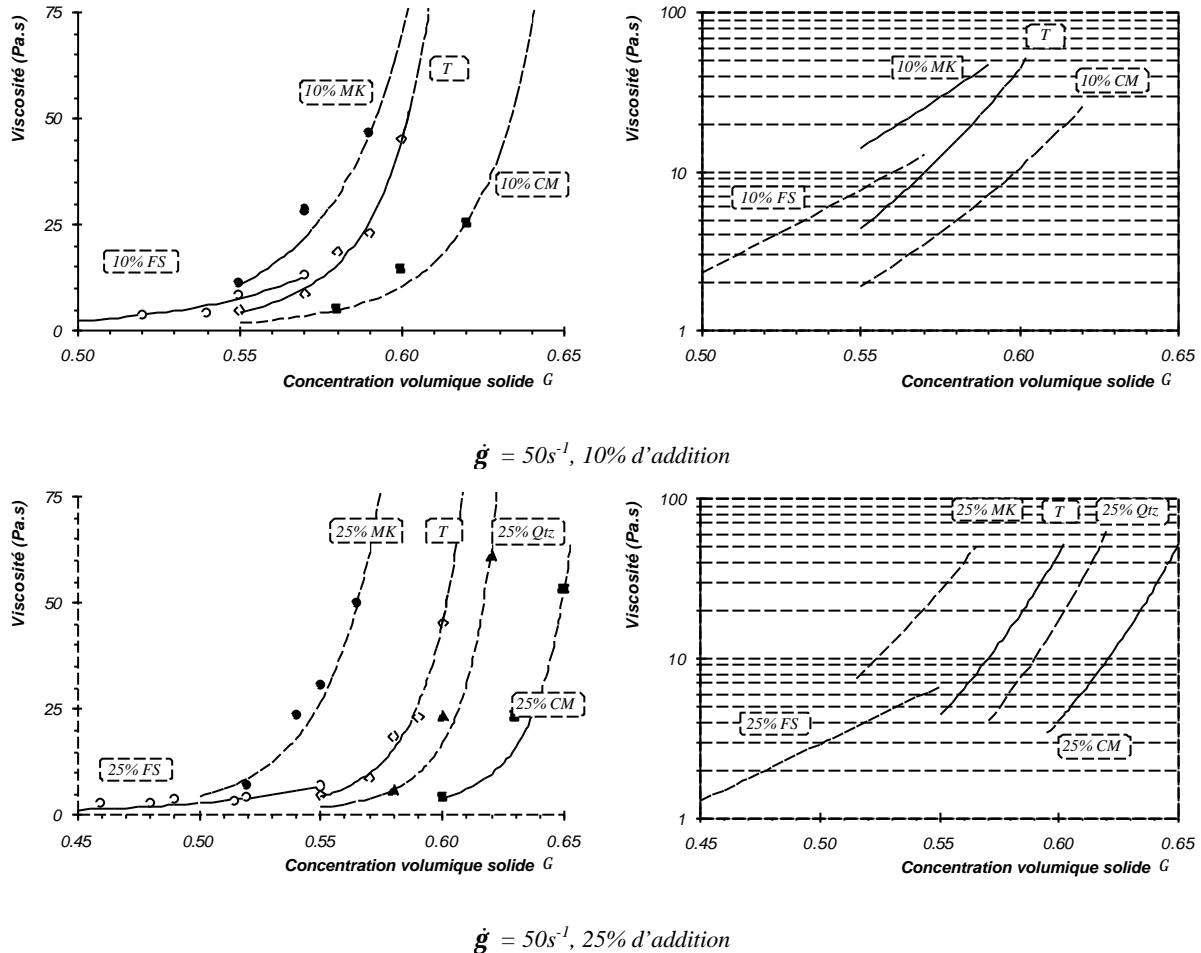 Viscosité (Pa.s)
75
50
25
0
0.50
0.55
0.60
0.65
10% MK
T
10% CM
10% FS
Concentration volumique solide G
Viscosité (Pa.s)
100
10
1
0.50
0.55
0.60
0.65
10% MK
T
10% CM
10% FS
Concentration volumique solide G
ġ = 50s⁻¹, 10% d'addition
Viscosité (Pa.s)
75
50
25
0
0.45
0.50
0.55
0.60
0.65
25% MK
T
25% Qtz
25% CM
25% FS
Concentration volumique solide G
Viscosité (Pa.s)
100
10
1
0.45
0.50
0.55
0.60
0.65
25% MK
T
25% Qtz
25% FS
25% CM
Concentration volumique solide G
ġ = 50s⁻¹, 25% d'addition